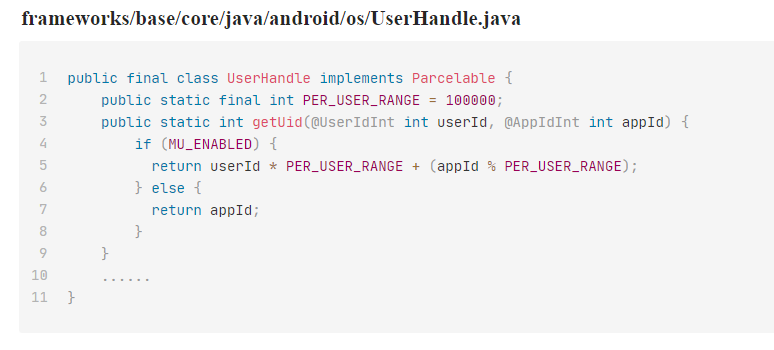 frameworks/base/core/java/android/os/UserHandle.java
1 public final class UserHandle implements Parcelable {
2     public static final int PER_USER_RANGE = 100000;
3     public static int getUid(@UserIdInt int userId, @AppIdInt int appId) {
4         if (MU_ENABLED) {
5           return userId * PER_USER_RANGE + (appId % PER_USER_RANGE);
6         } else {
7           return appId;
8         }
9     }
10     ......
11 }